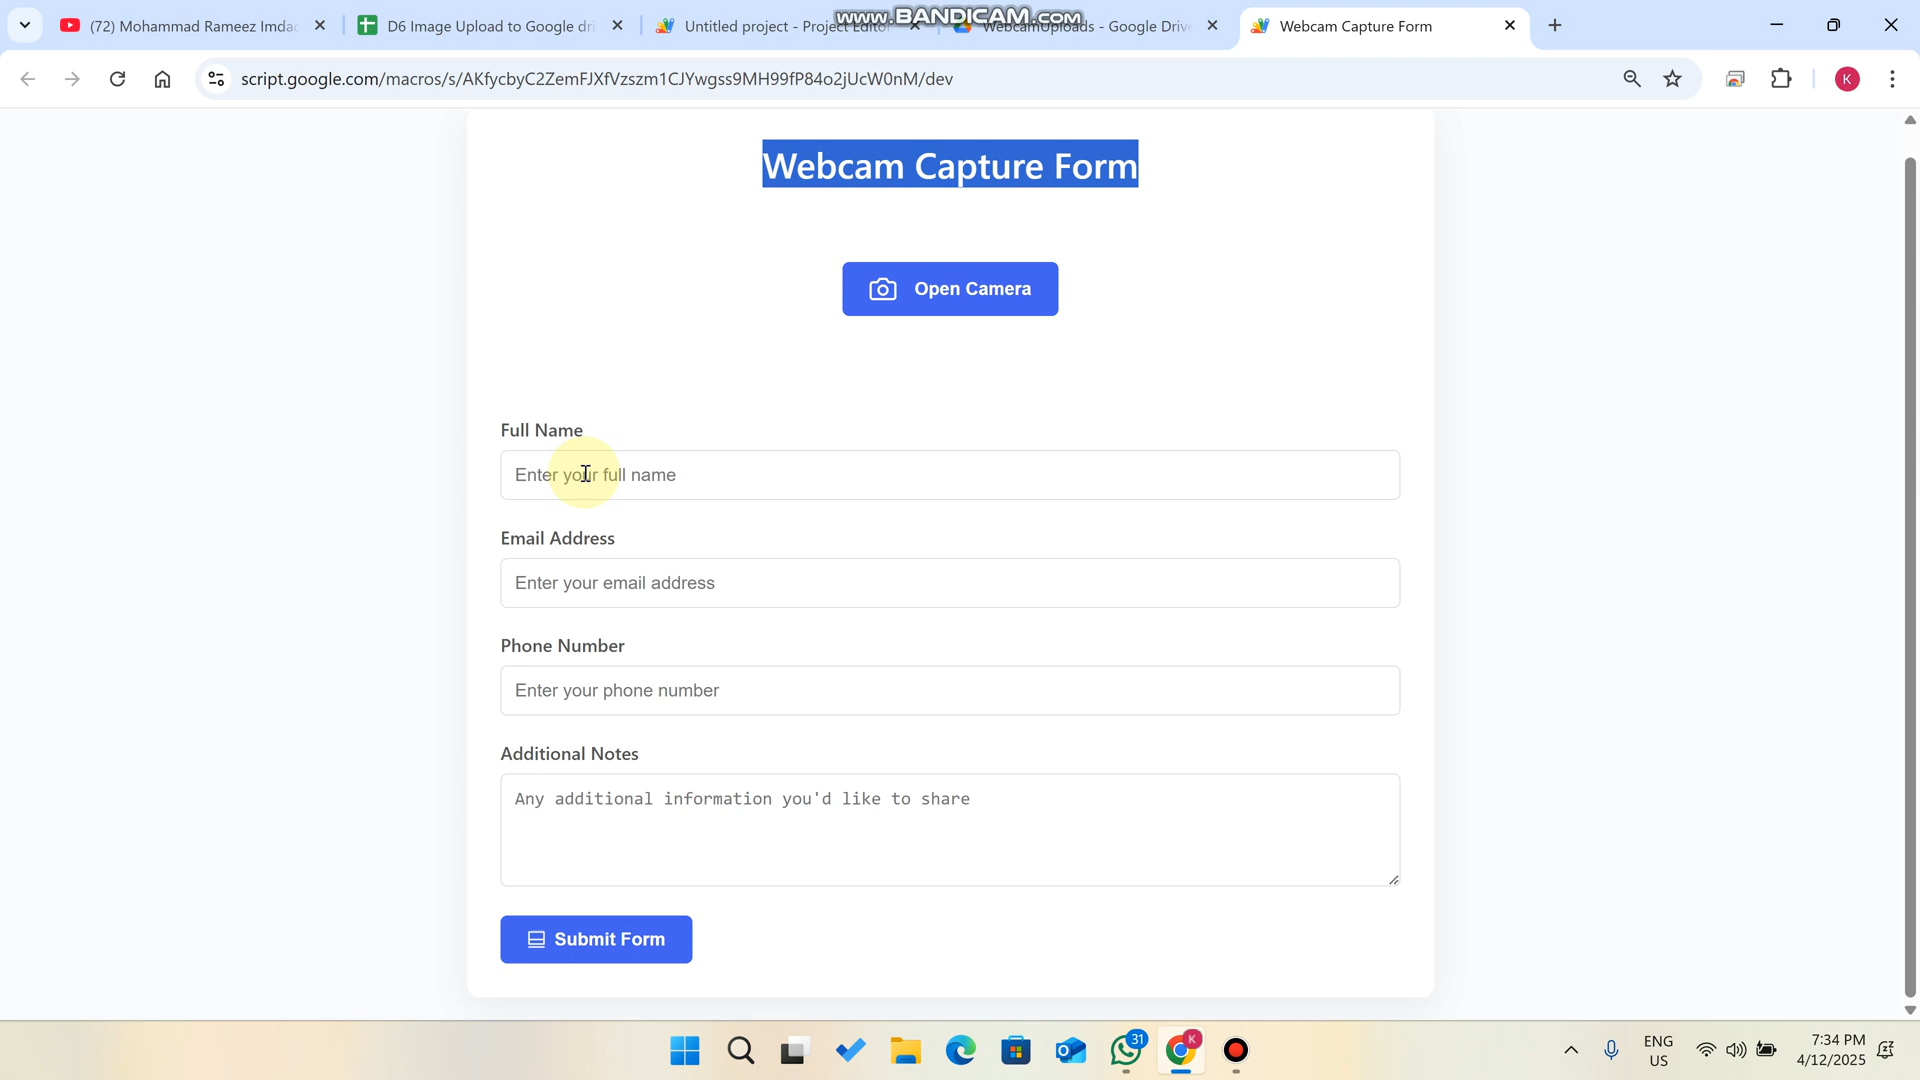 (72) Mohammad Rameez Imdad
D6 Image Upload to Google dri
Untitled project - Project Editor
WebcamUploads - Google Drive
Webcam Capture Form
www.BANDICAM.com
script.google.com/macros/s/AKfycbyC2ZemFJXfVzszm1CJYwgss9MH99fP84o2jUcW0nM/dev
K
Webcam Capture Form
Open Camera
Full Name
Enter your full name
Email Address
Enter your email address
Phone Number
Enter your phone number
Additional Notes
Any additional information you'd like to share
Submit Form
31
K
ENG
US
7:34 PM
4/12/2025